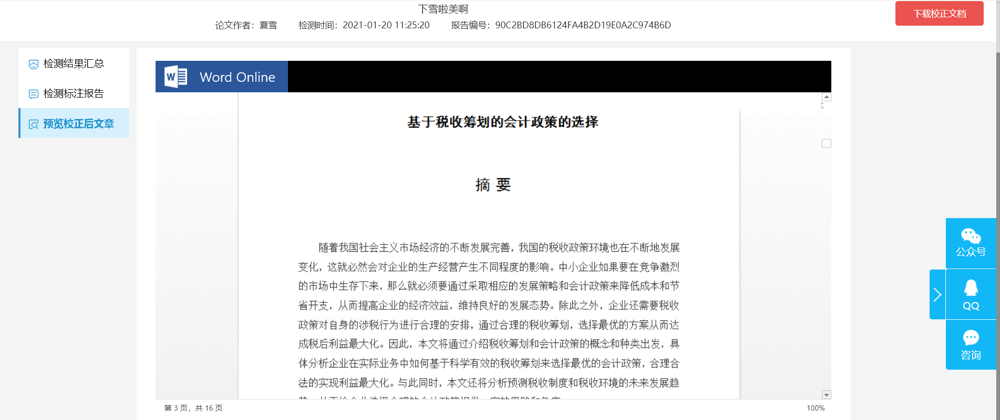 下雪啦美啊
论文作者：夏雪 检测时间：2021-01-20 11:25:20 报告编号：90C2BD8DB6124FA4B2D19E0A2C974B6D
下载校正文档
检测结果汇总
检测标注报告
预览校正后文章
Word Online
基于税收筹划的会计政策的选择
摘 要
随着我国社会主义市场经济的不断发展完善，我国的税收政策环境也在不断地发展
变化，这就必然会对企业的生产经营产生不同程度的影响。中小企业如果要在竞争激烈
的市场中生存下来，那么就必须要通过采取相应的发展策略和会计政策来降低成本和节
省开支，从而提高企业的经济效益，维持良好的发展态势。除此之外，企业还需要税收
政策对自身的涉税行为进行合理的安排，通过合理的税收筹划，选择最优的方案从而达
成税后利益最大化。因此，本文将通过介绍税收筹划和会计政策的概念和种类出发，具
体分析企业在实际业务中如何基于科学有效的税收筹划来选择最优的会计政策，合理合
法的实现利益最大化。与此同时，本文还将分析预测税收制度和税收环境的未来发展趋
第 3 页，共 16 页
100%
公众号
QQ
咨询